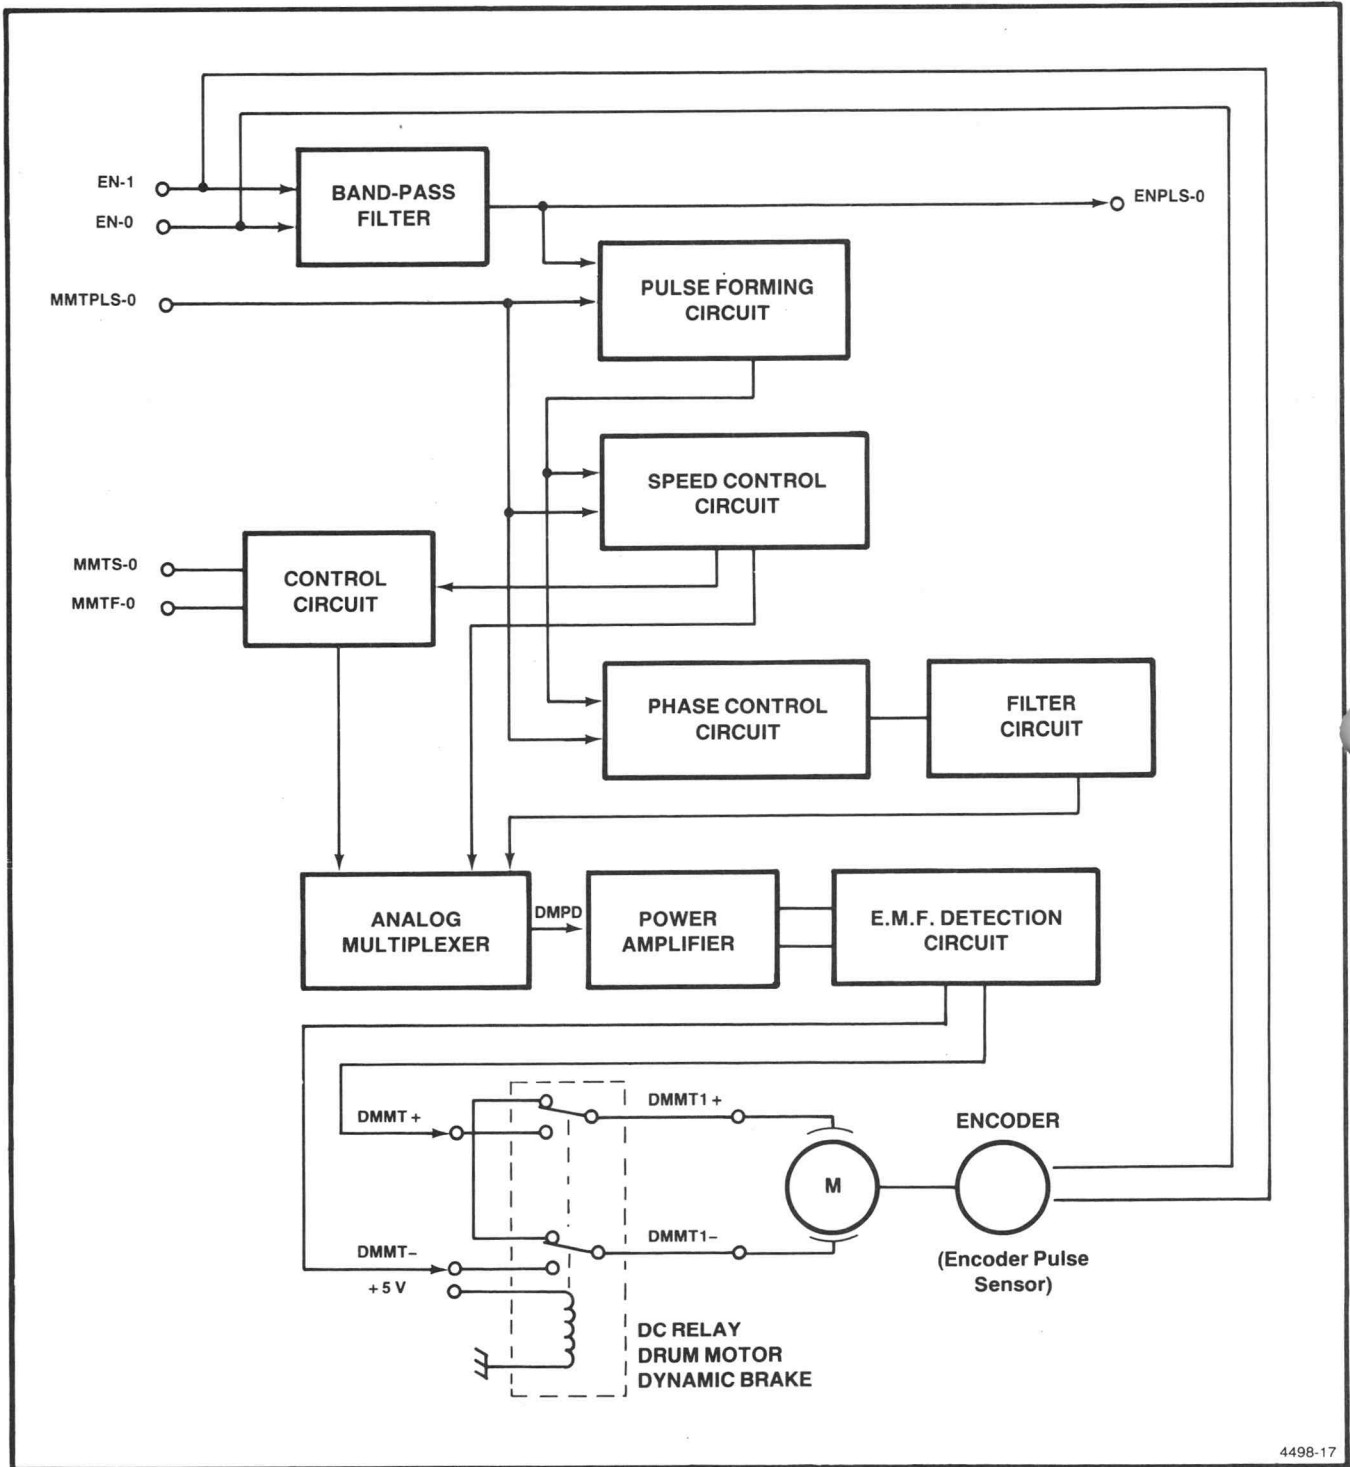 EN-1
EN-0
BAND-PASS
FILTER
ENPLS-0
MMTPLS-0
PULSE FORMING
CIRCUIT
SPEED CONTROL
CIRCUIT
MMTS-0
MMTF-0
CONTROL
CIRCUIT
PHASE CONTROL
CIRCUIT
FILTER
CIRCUIT
ANALOG
MULTIPLEXER
DMPD
POWER
AMPLIFIER
E.M.F. DETECTION
CIRCUIT
DMMT +
DMMT1 +
ENCODER
M
DMMT–
DMMT1–
+ 5 V
(Encoder Pulse
Sensor)
DC RELAY
DRUM MOTOR
DYNAMIC BRAKE
4498-17